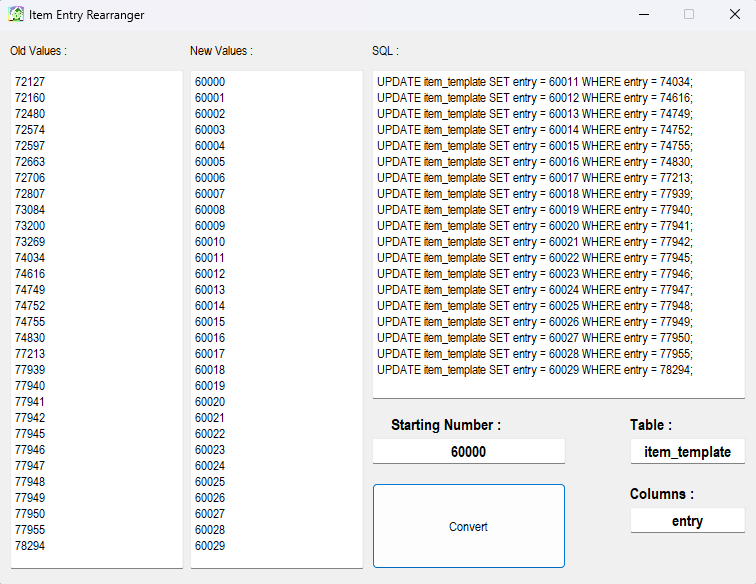 Item Entry Rearranger
Old Values :
72127
72160
72480
72574
72597
72663
72706
72807
73084
73200
73269
74034
74616
74749
74752
74755
74830
77213
77939
77940
77941
77942
77945
77946
77947
77948
77949
77950
77955
78294
New Values :
60000
60001
60002
60003
60004
60005
60006
60007
60008
60009
60010
60011
60012
60013
60014
60015
60016
60017
60018
60019
60020
60021
60022
60023
60024
60025
60026
60027
60028
60029
SQL :
UPDATE item_template SET entry = 60011 WHERE entry = 74034;
UPDATE item_template SET entry = 60012 WHERE entry = 74616;
UPDATE item_template SET entry = 60013 WHERE entry = 74749;
UPDATE item_template SET entry = 60014 WHERE entry = 74752;
UPDATE item_template SET entry = 60015 WHERE entry = 74755;
UPDATE item_template SET entry = 60016 WHERE entry = 74830;
UPDATE item_template SET entry = 60017 WHERE entry = 77213;
UPDATE item_template SET entry = 60018 WHERE entry = 77939;
UPDATE item_template SET entry = 60019 WHERE entry = 77940;
UPDATE item_template SET entry = 60020 WHERE entry = 77941;
UPDATE item_template SET entry = 60021 WHERE entry = 77942;
UPDATE item_template SET entry = 60022 WHERE entry = 77945;
UPDATE item_template SET entry = 60023 WHERE entry = 77946;
UPDATE item_template SET entry = 60024 WHERE entry = 77947;
UPDATE item_template SET entry = 60025 WHERE entry = 77948;
UPDATE item_template SET entry = 60026 WHERE entry = 77949;
UPDATE item_template SET entry = 60027 WHERE entry = 77950;
UPDATE item_template SET entry = 60028 WHERE entry = 77955;
UPDATE item_template SET entry = 60029 WHERE entry = 78294;
Starting Number :
60000
Table :
item_template
Columns :
entry
Convert